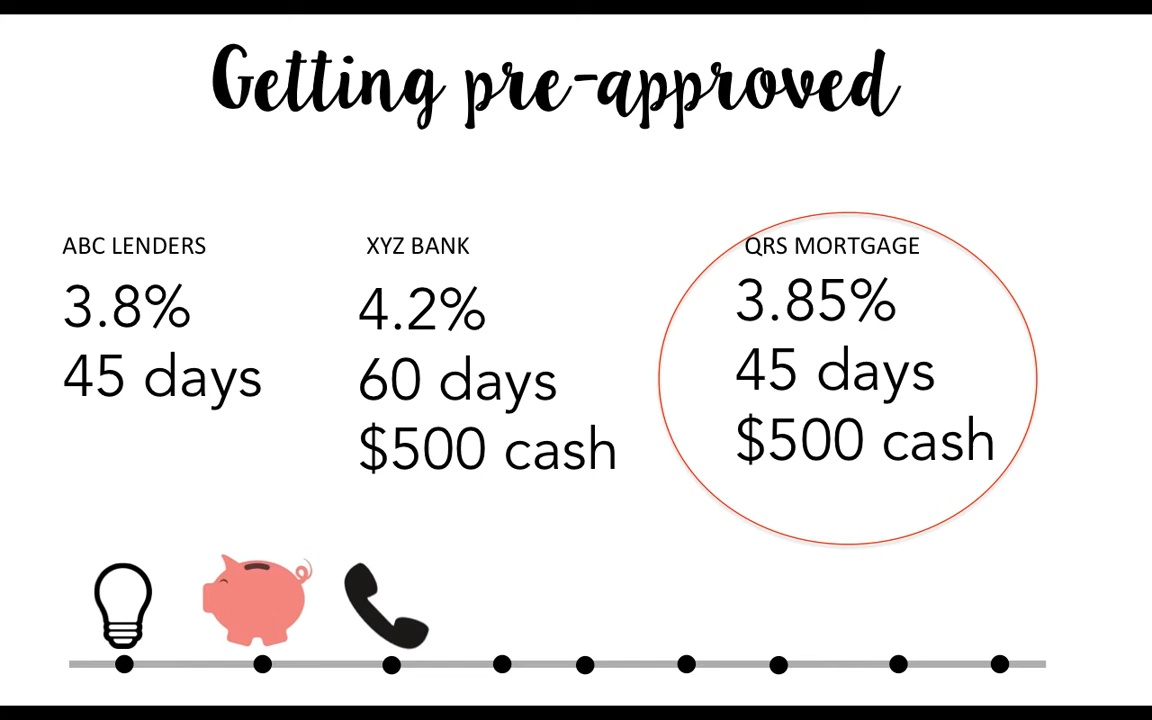 Getting pre-approved
ABC LENDERS
3.8%
45 days
XYZ BANK
4.2%
60 days
$500 cash
QRS MORTGAGE
3.85%
45 days
$500 cash